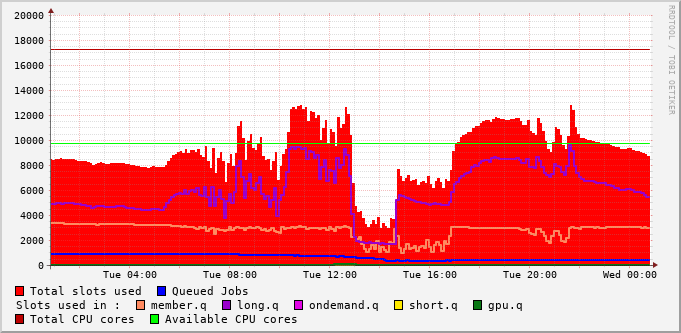 RRDTOOL / TOBI OETIKER
20000
18000
16000
14000
12000
10000
8000
6000
4000
2000
0
Tue 04:00 Tue 08:00 Tue 12:00 Tue 16:00 Tue 20:00 Wed 00:00
Total slots used Queued Jobs
Slots used in : member.q long.q ondemand.q short.q gpu.q
Total CPU cores Available CPU cores